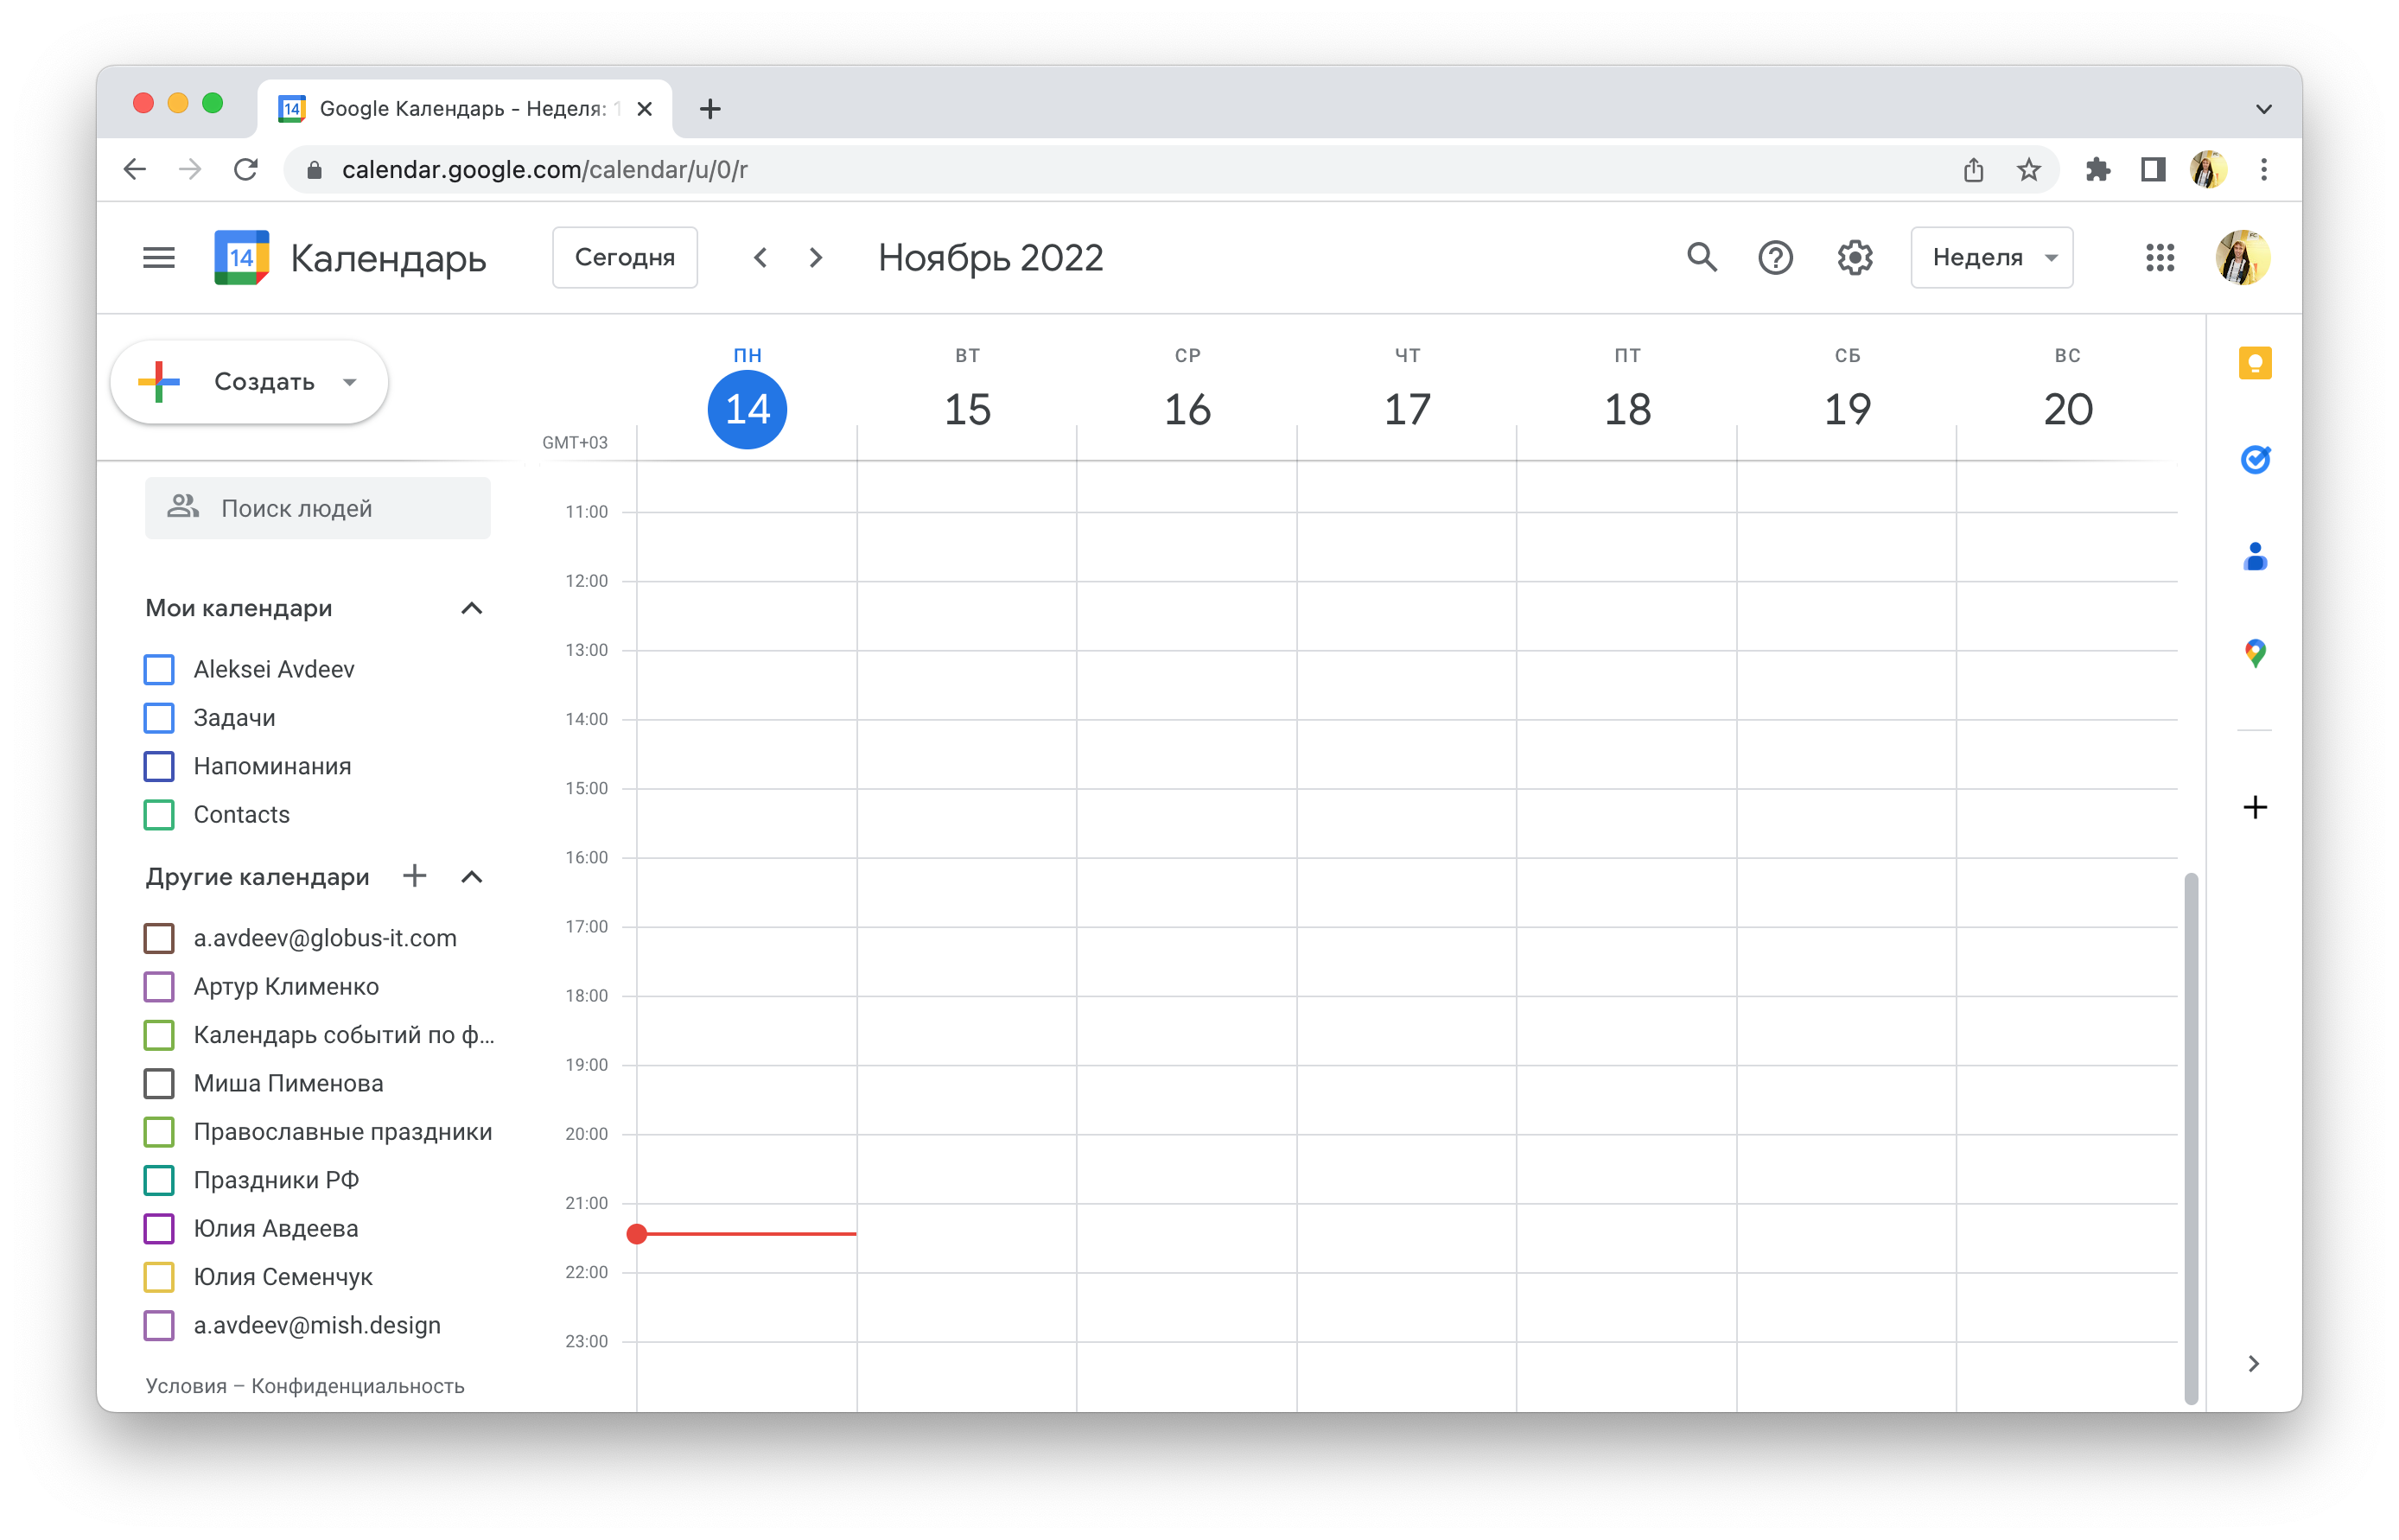 Google Календарь - Неделя: 1
calendar.google.com/calendar/u/0/r
14 Календарь
Сегодня
Ноябрь 2022
Неделя
Создать
GMT+03
ПН ВТ СР ЧТ ПТ СБ ВС
14 15 16 17 18 19 20
Поиск людей
Мои календари
Aleksei Avdeev
Задачи
Напоминания
Contacts
Другие календари
a.avdeev@globus-it.com
Артур Клименко
Календарь событий по ф...
Миша Пименова
Православные праздники
Праздники РФ
Юлия Авдеева
Юлия Семенчук
a.avdeev@mish.design
Условия – Конфиденциальность
11:00
12:00
13:00
14:00
15:00
16:00
17:00
18:00
19:00
20:00
21:00
22:00
23:00